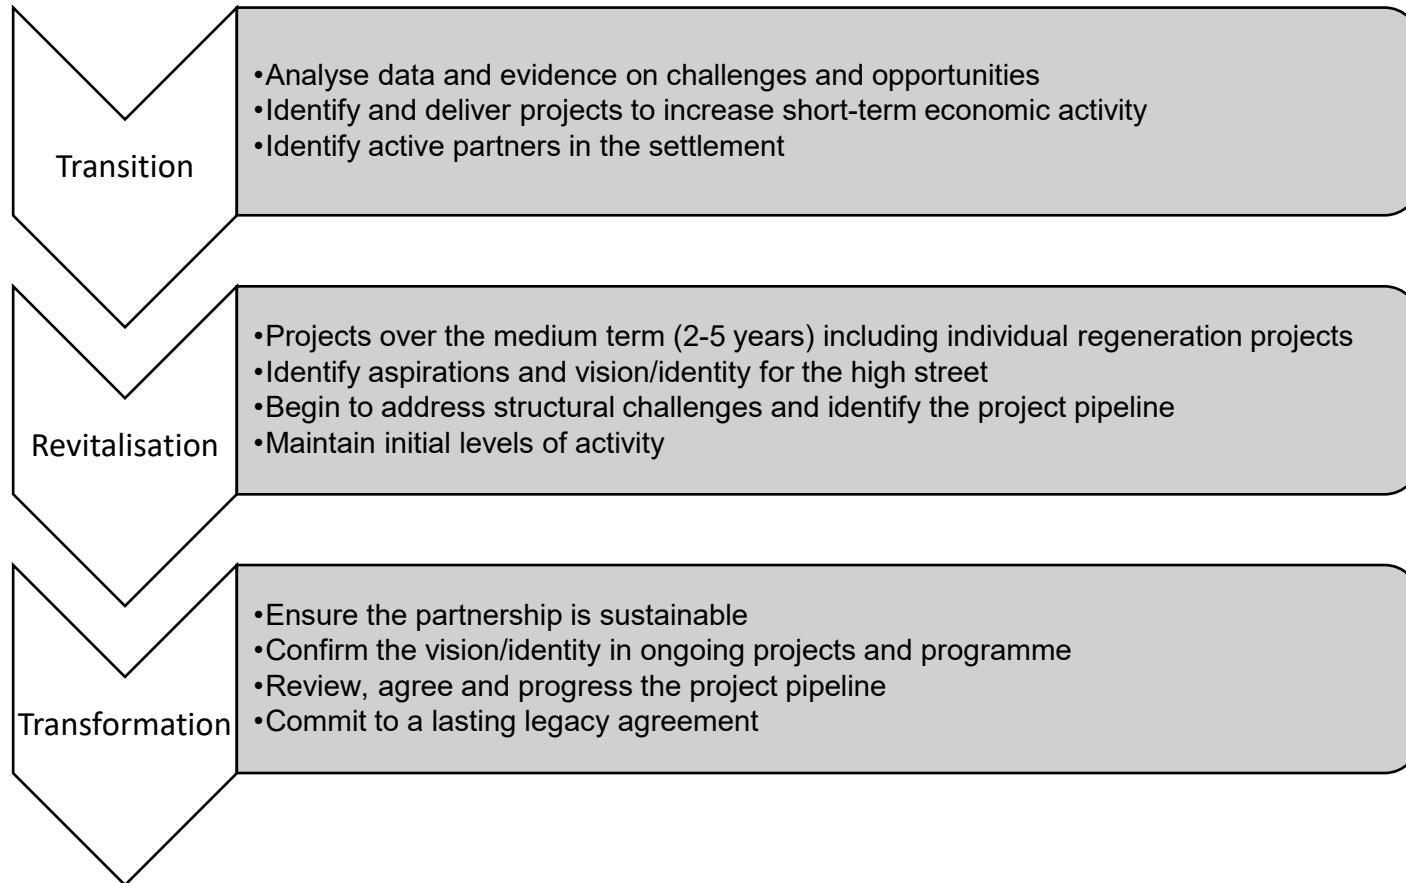 Transition
•Analyse data and evidence on challenges and opportunities
•Identify and deliver projects to increase short-term economic activity
•Identify active partners in the settlement
Revitalisation
•Projects over the medium term (2-5 years) including individual regeneration projects
•Identify aspirations and vision/identity for the high street
•Begin to address structural challenges and identify the project pipeline
•Maintain initial levels of activity
Transformation
•Ensure the partnership is sustainable
•Confirm the vision/identity in ongoing projects and programme
•Review, agree and progress the project pipeline
•Commit to a lasting legacy agreement